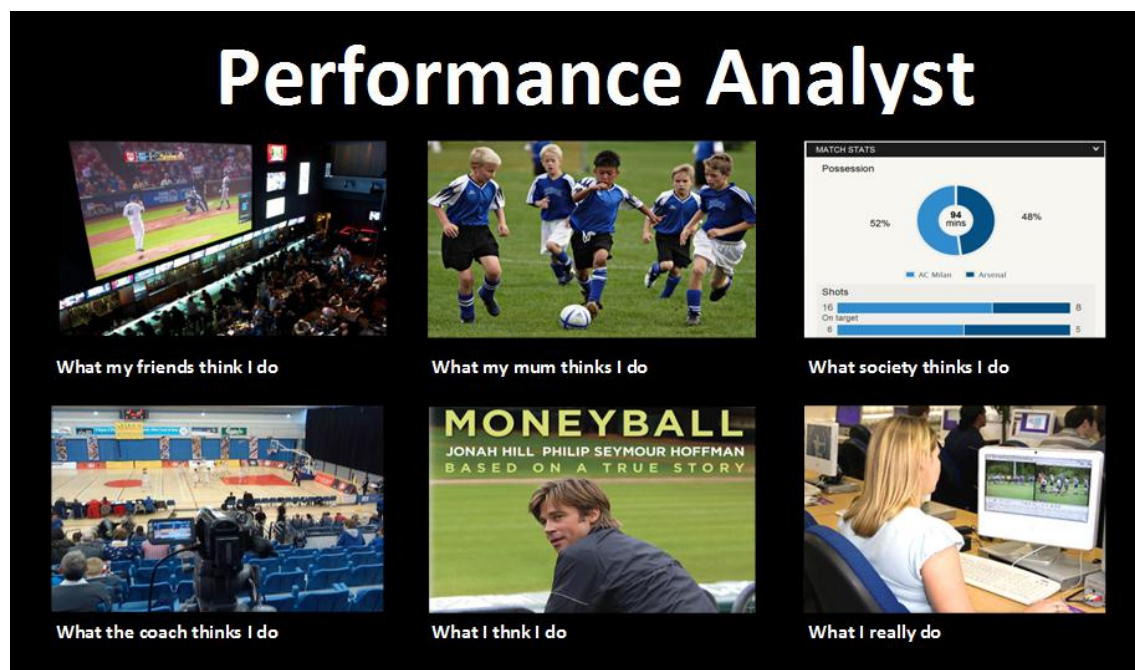 Performance Analyst
MATCH STATS
Possession
52%
94
mins
48%
AC Milan
Arsenal
Shots
16
8
On target
6
5
What my friends think I do
What my mum thinks I do
What society thinks I do
MONEYBALL
JONAH HILL PHILIP SEYMOUR HOFFMAN
BASED ON A TRUE STORY
What the coach thinks I do
What I thnk I do
What I really do